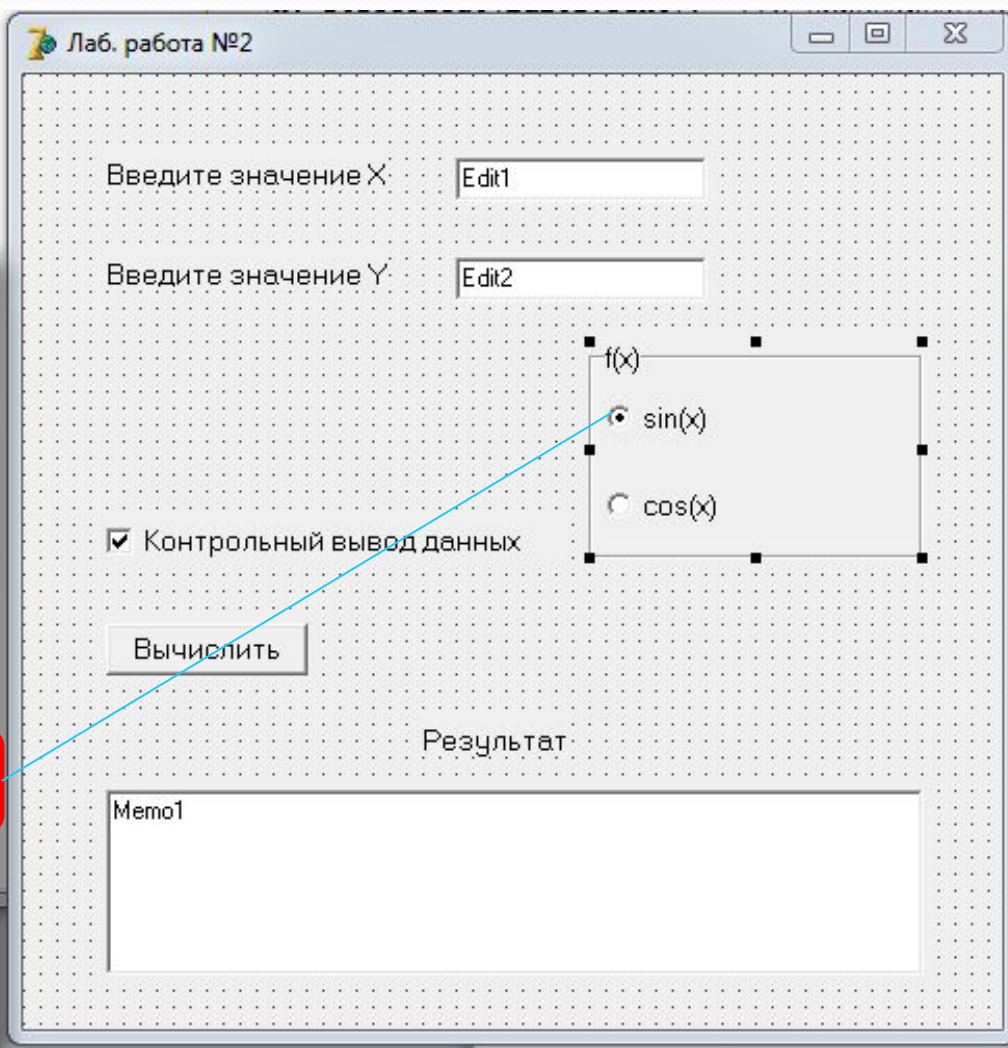 Лаб. работа №2
Введите значение X
Edit1
Введите значение Y
Edit2
f(x)
sin(x)
cos(x)
Контрольный вывод данных
Вычислить
Результат
Memo1